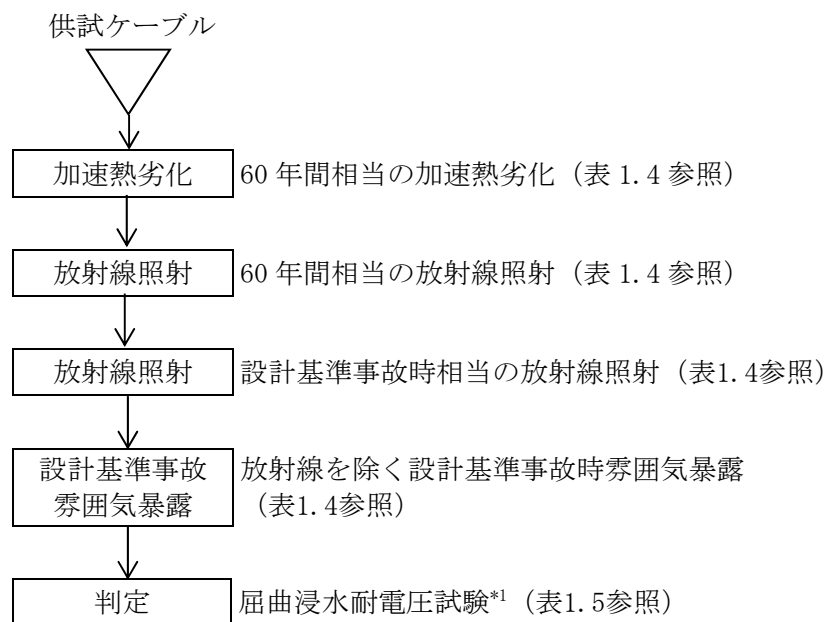 供試ケーブル
加速熱劣化 60 年間相当の加速熱劣化（表 1.4 参照）
放射線照射 60 年間相当の放射線照射（表 1.4 参照）
放射線照射 設計基準事故時相当の放射線照射（表1.4参照）
設計基準事故 放射線を除く設計基準事故時雰囲気暴露
雰囲気暴露 （表1.4参照）
判定 屈曲浸水耐電圧試験*1（表1.5参照）